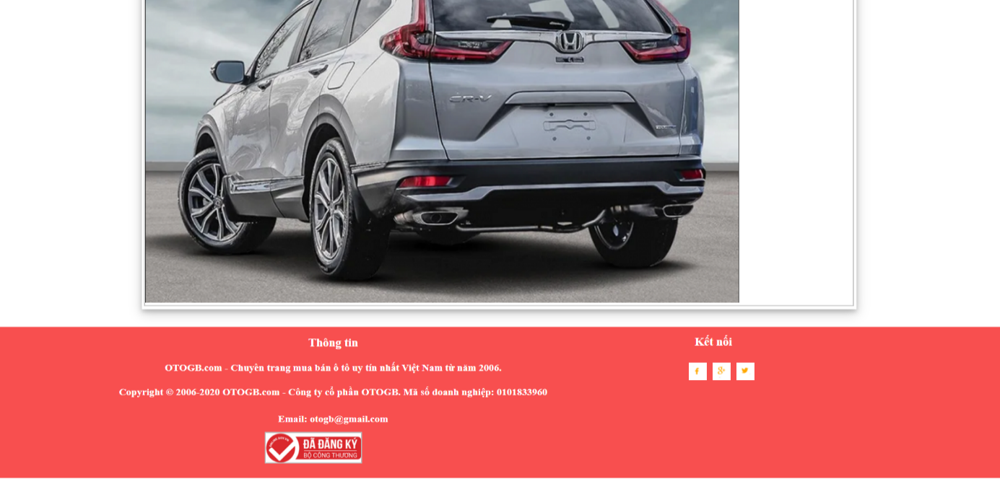 CR-V
Thông tin
OTOGB.com - Chuyên trang mua bán ô tô uy tín nhất Việt Nam từ năm 2006.
Copyright © 2006-2020 OTOGB.com - Công ty cổ phần OTOGB. Mã số doanh nghiệp: 0101833960
Email: otogb@gmail.com
ĐÃ ĐĂNG KÝ
BỘ CÔNG THƯƠNG
Kết nối